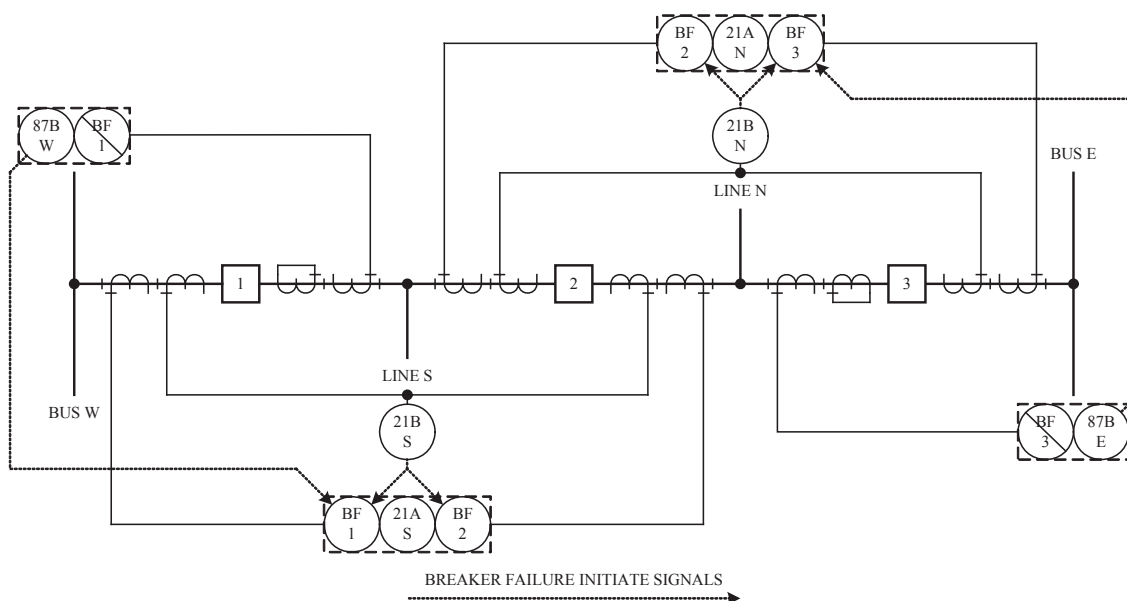 BF
2
21A
N
BF
3
87B
W
BF
1
21B
N
BUS E
LINE N
1
2
3
LINE S
BUS W
21B
S
BF
3
87B
E
BF
1
21A
S
BF
2
BREAKER FAILURE INITIATE SIGNALS